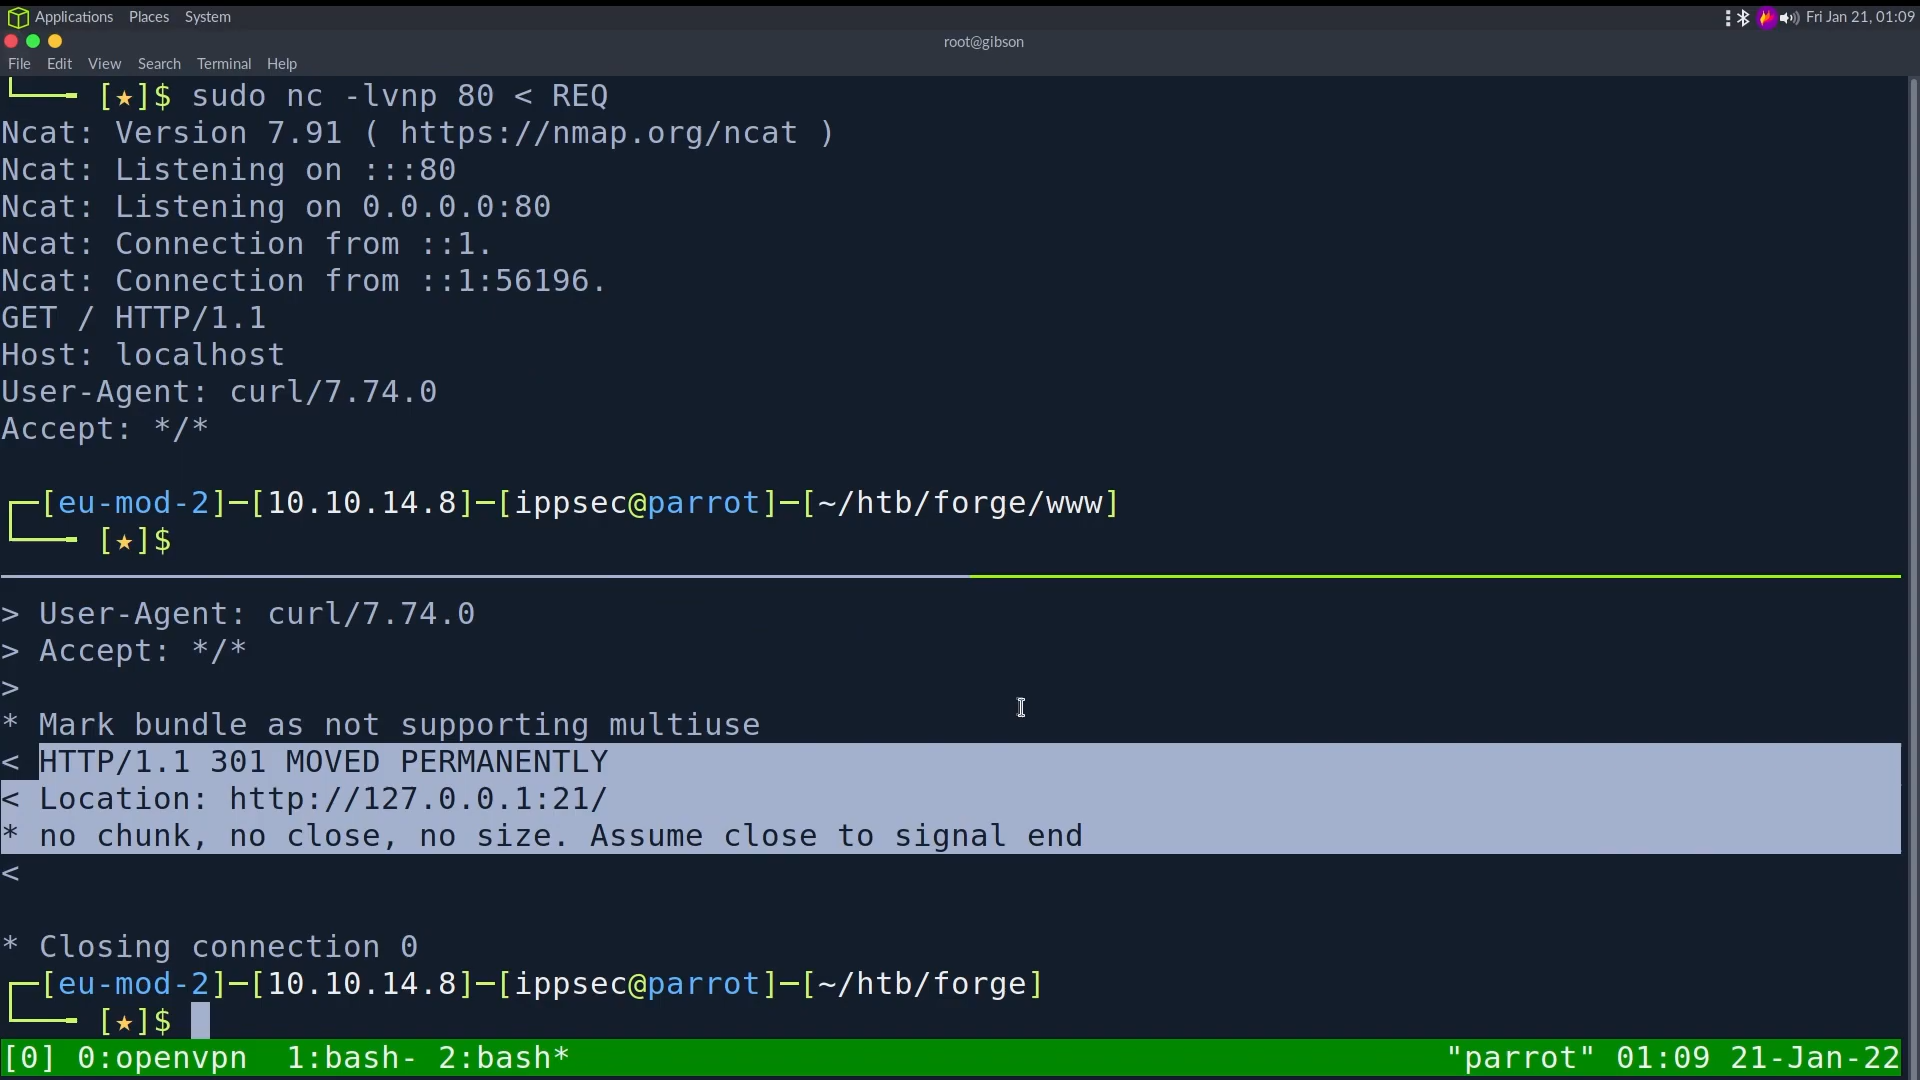 Applications Places System Fri Jan 21, 01:09
root@gibson
File Edit View Search Terminal Help
└──╼ [★]$ sudo nc -lvnp 80 < REQ
Ncat: Version 7.91 ( https://nmap.org/ncat )
Ncat: Listening on :::80
Ncat: Listening on 0.0.0.0:80
Ncat: Connection from ::1.
Ncat: Connection from ::1:56196.
GET / HTTP/1.1
Host: localhost
User-Agent: curl/7.74.0
Accept: */*
┌─[eu-mod-2]─[10.10.14.8]─[ippsec@parrot]─[~/htb/forge/www]
└──╼ [★]$
> User-Agent: curl/7.74.0
> Accept: */*
>
* Mark bundle as not supporting multiuse
< HTTP/1.1 301 MOVED PERMANENTLY
< Location: http://127.0.0.1:21/
* no chunk, no close, no size. Assume close to signal end
<
* Closing connection 0
┌─[eu-mod-2]─[10.10.14.8]─[ippsec@parrot]─[~/htb/forge]
└──╼ [★]$
[0] 0:openvpn 1:bash- 2:bash* "parrot" 01:09 21-Jan-22